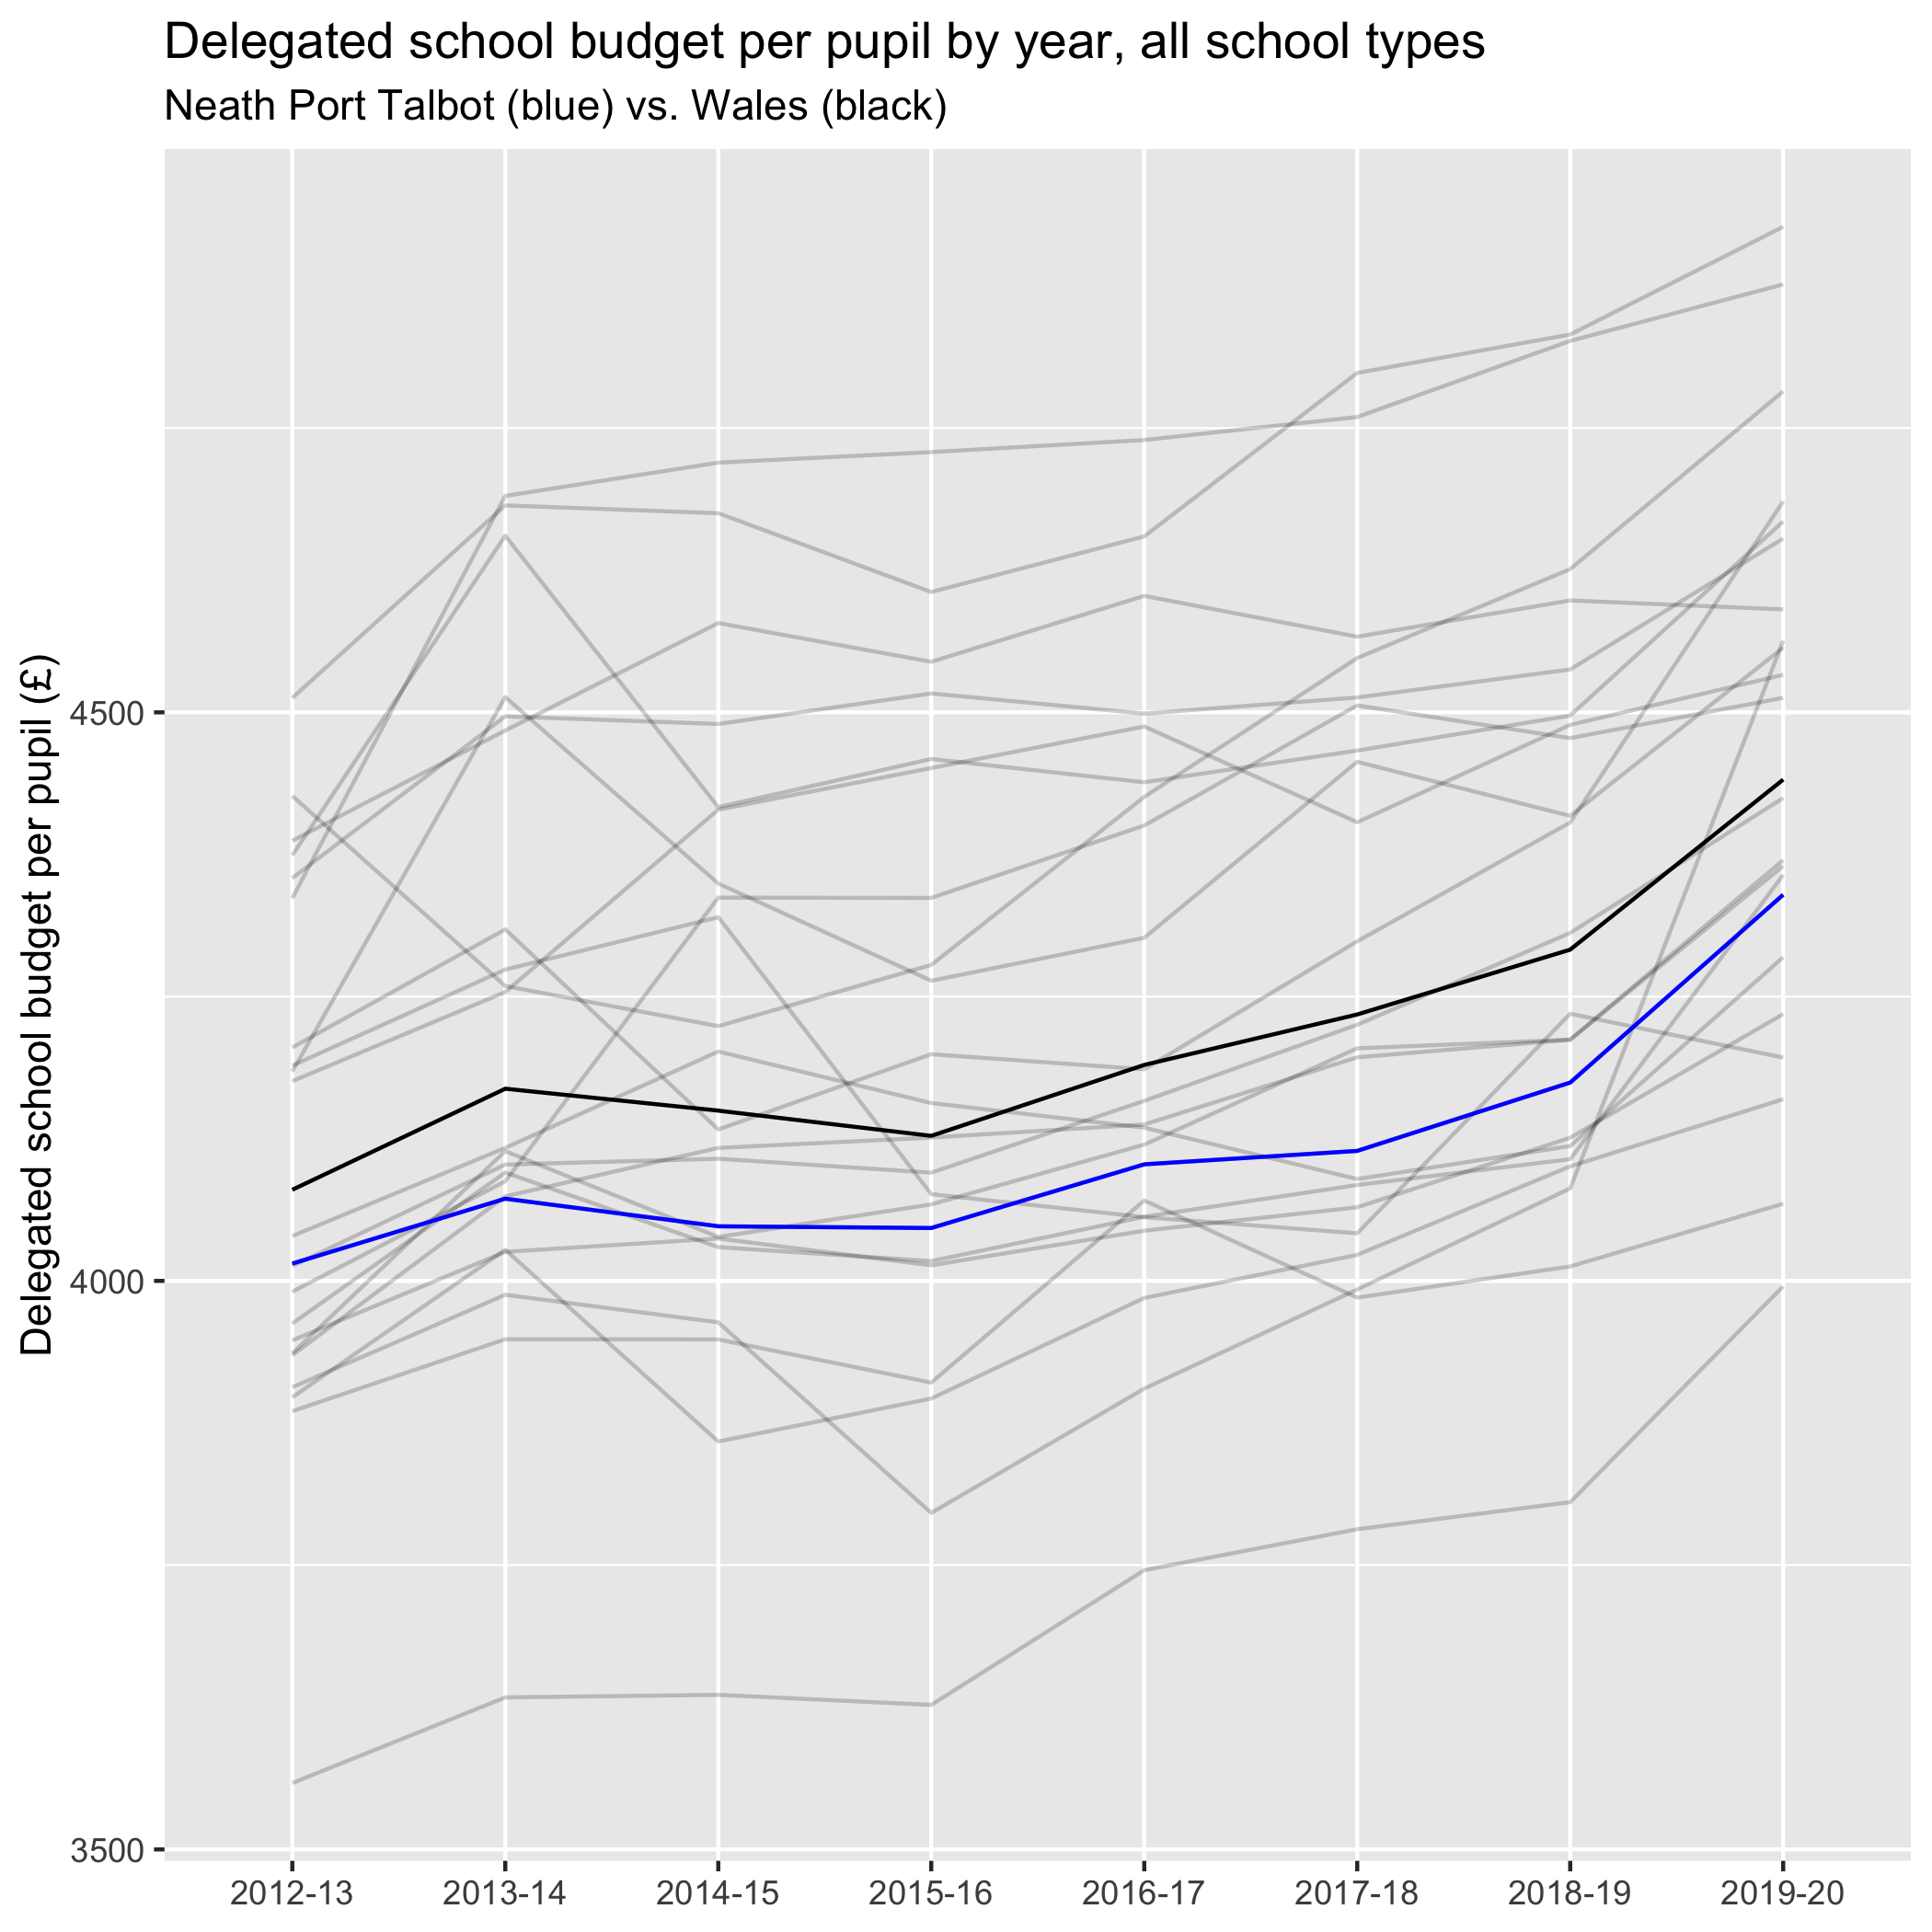 Delegated school budget per pupil by year, all school types
Neath Port Talbot (blue) vs. Wales (black)
Delegated school budget per pupil (£)
4500
4000
3500
2012-13 2013-14 2014-15 2015-16 2016-17 2017-18 2018-19 2019-20